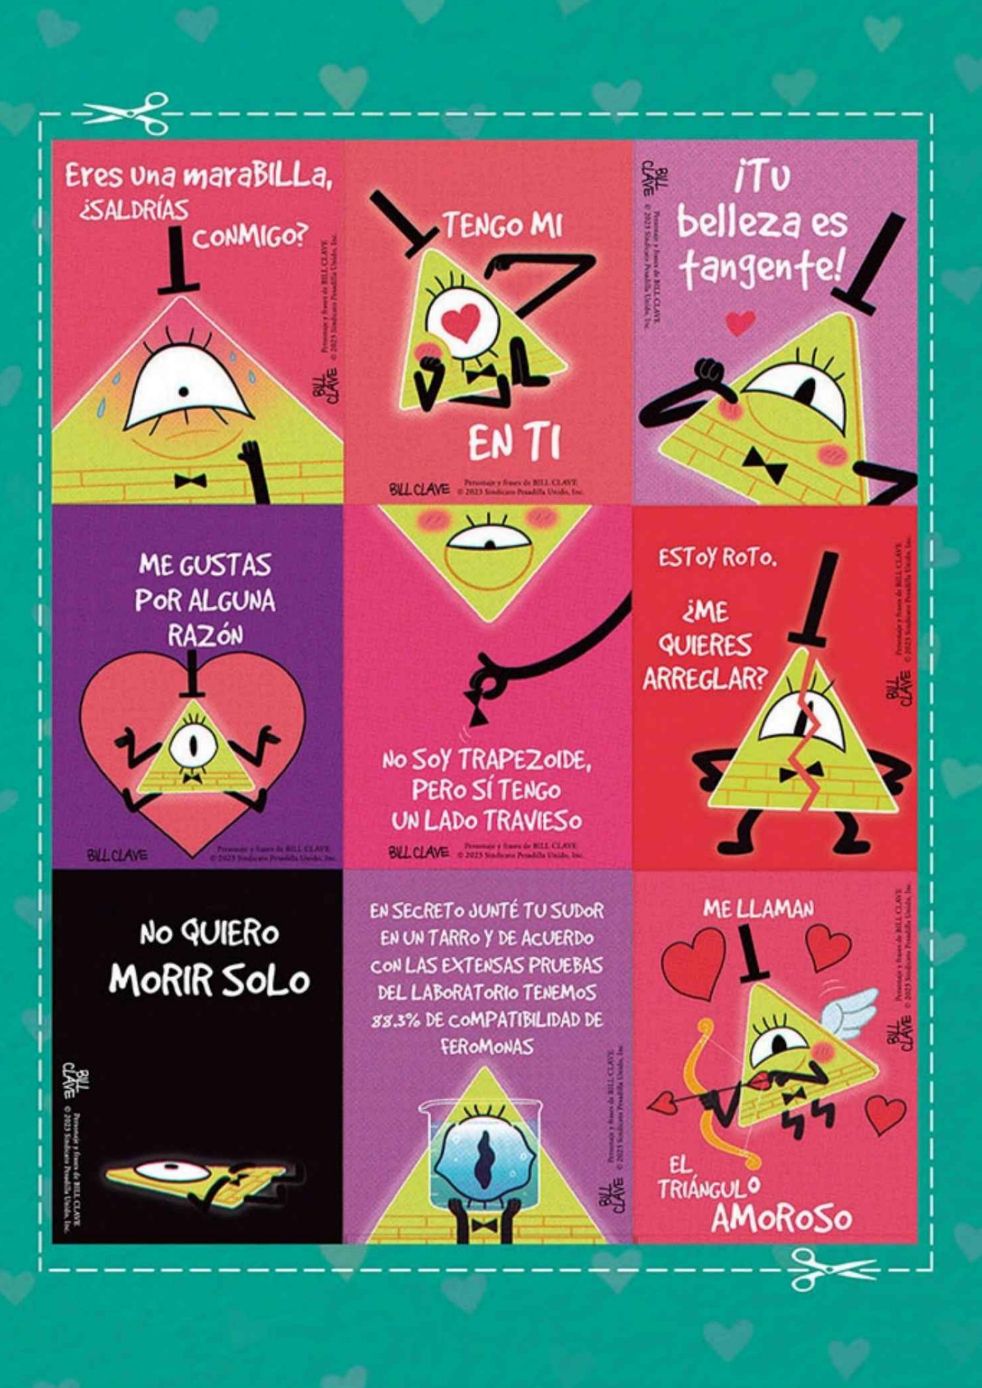 Eres una maraBILLa,
¿SALDRÍAS
CONMIGO?
BILL
CLAVE
Personaje y frases de BILL CLAVE
© 2023 Sindicato Pesadilla Unido, Inc.
TENGO MI
EN TI
BILL CLAVE
Personaje y frases de BILL CLAVE
© 2023 Sindicato Pesadilla Unido, Inc.
¡TU
belleza es
tangente!
BILL
CLAVE
Personaje y frases de BILL CLAVE
© 2023 Sindicato Pesadilla Unido, Inc.
ME GUSTAS
POR ALGUNA
RAZÓN
BILL CLAVE
Personaje y frases de BILL CLAVE
© 2023 Sindicato Pesadilla Unido, Inc.
NO SOY TRAPEZOIDE,
PERO SÍ TENGO
UN LADO TRAVIESO
BILL CLAVE
Personaje y frases de BILL CLAVE
© 2023 Sindicato Pesadilla Unido, Inc.
ESTOY ROTO.
¿ME
QUIERES
ARREGLAR?
BILL
CLAVE
Personaje y frases de BILL CLAVE
© 2023 Sindicato Pesadilla Unido, Inc.
NO QUIERO
MORIR SOLO
BILL
CLAVE
Personaje y frases de BILL CLAVE
© 2023 Sindicato Pesadilla Unido, Inc.
EN SECRETO JUNTÉ TU SUDOR
EN UN TARRO Y DE ACUERDO
CON LAS EXTENSAS PRUEBAS
DEL LABORATORIO TENEMOS
88.3% DE COMPATIBILIDAD DE
FEROMONAS
BILL
CLAVE
Personaje y frases de BILL CLAVE
© 2023 Sindicato Pesadilla Unido, Inc.
ME LLAMAN
EL
TRIÁNGULO
AMOROSO
BILL
CLAVE
Personaje y frases de BILL CLAVE
© 2023 Sindicato Pesadilla Unido, Inc.